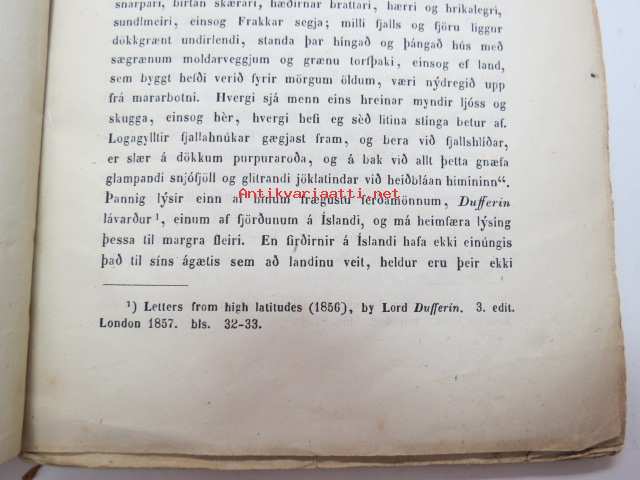 snarpari, birtan skærari, hæðirnar brattari, hærri og hrikalegri,
sundlmeiri, einsog Frakkar segja; milli fjalls og fjöru liggur
dökkgrænt undirlendi, standa þar híngað og þángað hús með
sægrænum moldarveggjum og grænu torfþaki, einsog ef land,
sem byggt hefði verið fyrir mörgum öldum, væri nýdregið upp
frá mararbotni. Hvergi sjá menn eins hreinar myndir ljóss og
skugga, einsog hèr, hvergi hefi eg sèð litina stinga betur af.
Logagylltir fjallahnúkar gægjast fram, og bera við fjallshlíðar,
er slær á dökkum purpuraroða, og á bak við allt þetta gnæfa
glampandi snjófjöll og glitrandi jöklatindar við heiðbláan himininn“.
Antikvariaatti.net
Þannig lýsir einn af hinum frægustu ferðamönnum, Dufferin
lávarður¹, einum af fjörðunum á Íslandi, og má heimfæra lýsing
þessa til margra fleiri. En firðirnir á Íslandi hafa ekki einúngis
það til síns ágætis sem að landinu veit, heldur eru þeir ekki
¹) Letters from high latitudes (1856), by Lord Dufferin. 3. edit.
London 1857. bls. 32-33.